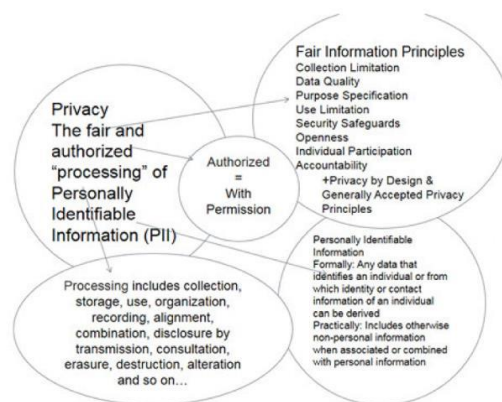 Privacy
The fair and
authorized
“processing” of
Personally
Identifiable
Information (PII)
Authorized
=
With
Permission
Fair Information Principles
Collection Limitation
Data Quality
Purpose Specification
Use Limitation
Security Safeguards
Openness
Individual Participation
Accountability
+Privacy by Design &
Generally Accepted Privacy
Principles
Processing includes collection,
storage, use, organization,
recording, alignment,
combination, disclosure by
transmission, consultation,
erasure, destruction, alteration
and so on...
Personally Identifiable
Information
Formally: Any data that
identifies an individual or from
which identity or contact
information of an individual
can be derived
Practically: Includes otherwise
non-personal information
when associated or combined
with personal information